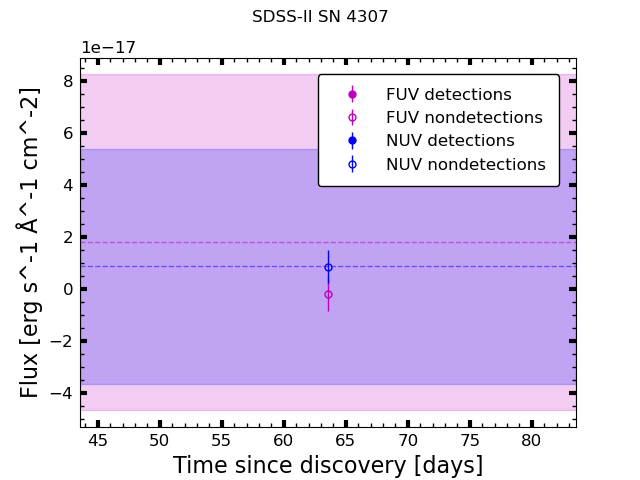 SDSS-II SN 4307
1e−17
FUV detections
FUV nondetections
NUV detections
NUV nondetections
8
6
4
2
0
−2
−4
45 50 55 60 65 70 75 80
Flux [erg s^-1 Å^-1 cm^-2]
Time since discovery [days]